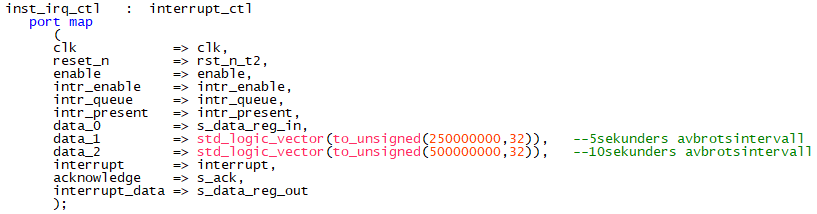 inst_irq_ctl   :  interrupt_ctl
   port map
      (
      clk            => clk,
      reset_n        => rst_n_t2,
      enable         => enable,
      intr_enable    => intr_enable,
      intr_queue     => intr_queue,
      intr_present   => intr_present,
      data_0         => s_data_reg_in,
      data_1         => std_logic_vector(to_unsigned(250000000,32)),   --5sekunders avbrotsintervall
      data_2         => std_logic_vector(to_unsigned(500000000,32)),   --10sekunders avbrotsintervall
      interrupt      => interrupt,
      acknowledge    => s_ack,
      interrupt_data => s_data_reg_out
      );